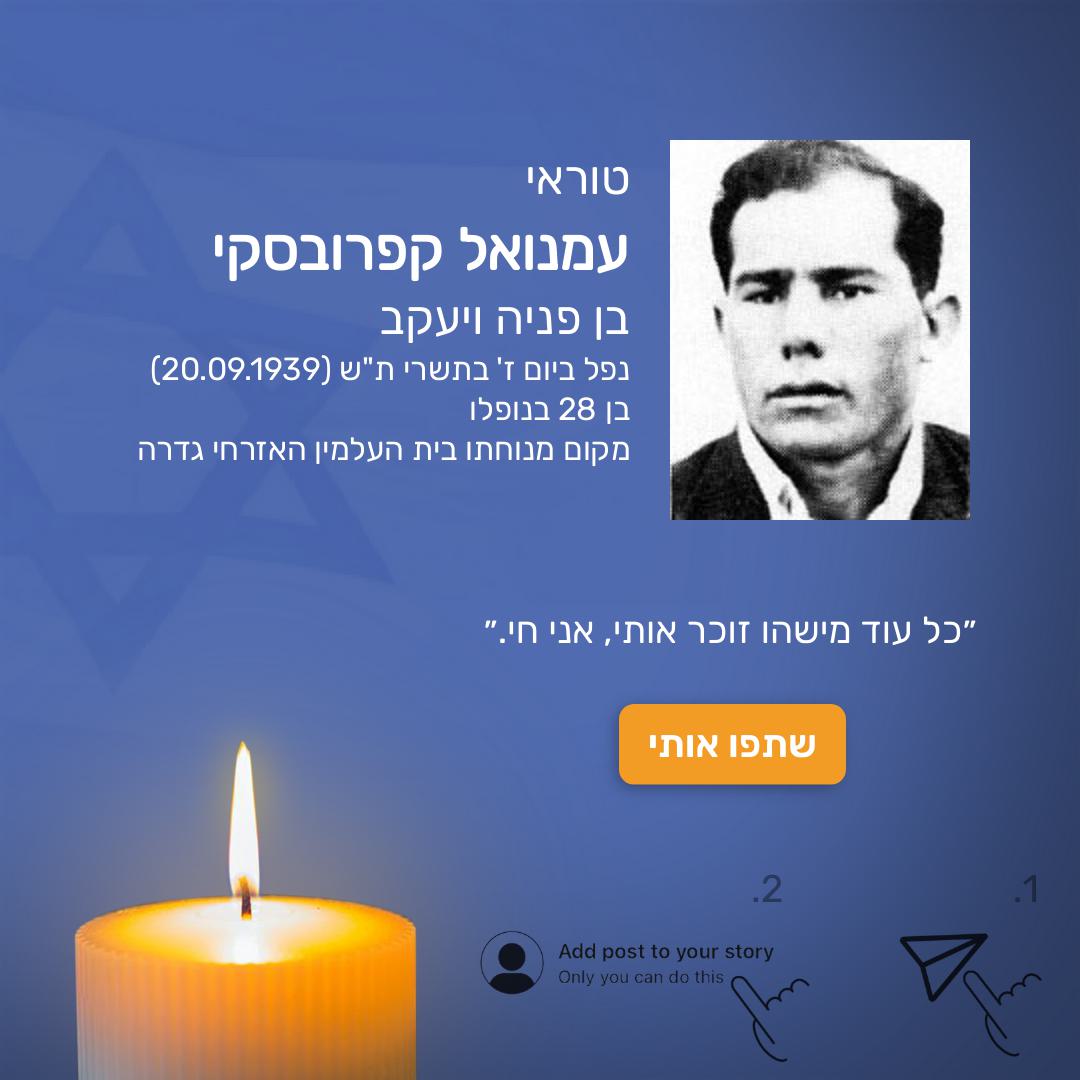 טוראי
עמנואל קפרובסקי
בן פניה ויעקב
נפל ביום ז' בתשרי ת"ש (20.09.1939)
בן 28 בנופלו
מקום מנוחתו בית העלמין האזרחי גדרה
״כל עוד מישהו זוכר אותי, אני חי.״
שתפו אותי
1.
2.
Add post to your story
Only you can do this